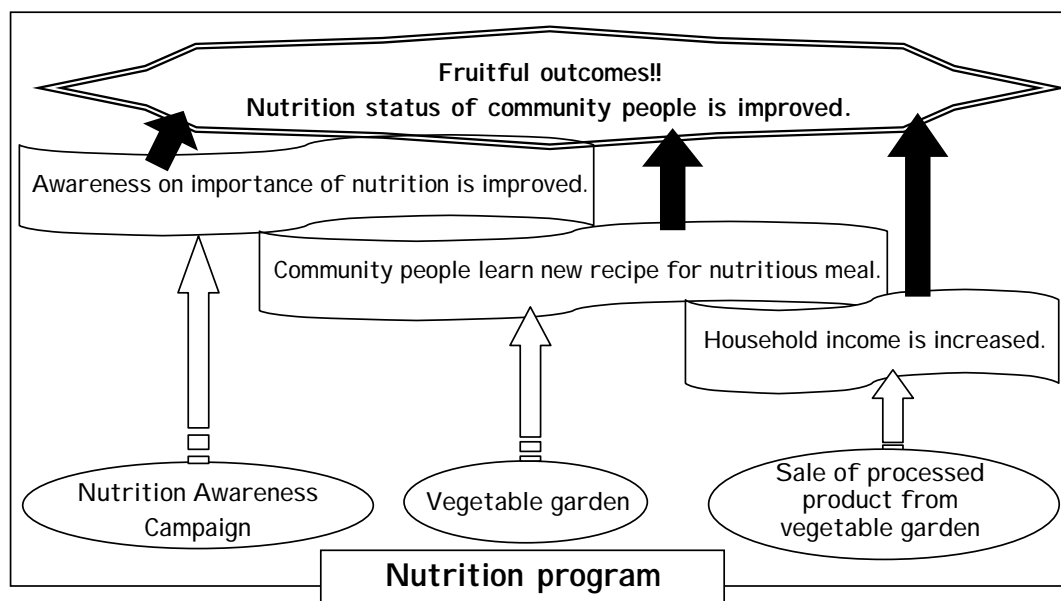 Fruitful outcomes!!
Nutrition status of community people is improved.
Awareness on importance of nutrition is improved.
Community people learn new recipe for nutritious meal.
Household income is increased.
Nutrition Awareness
Campaign
Vegetable garden
Sale of processed
product from
vegetable garden
Nutrition program